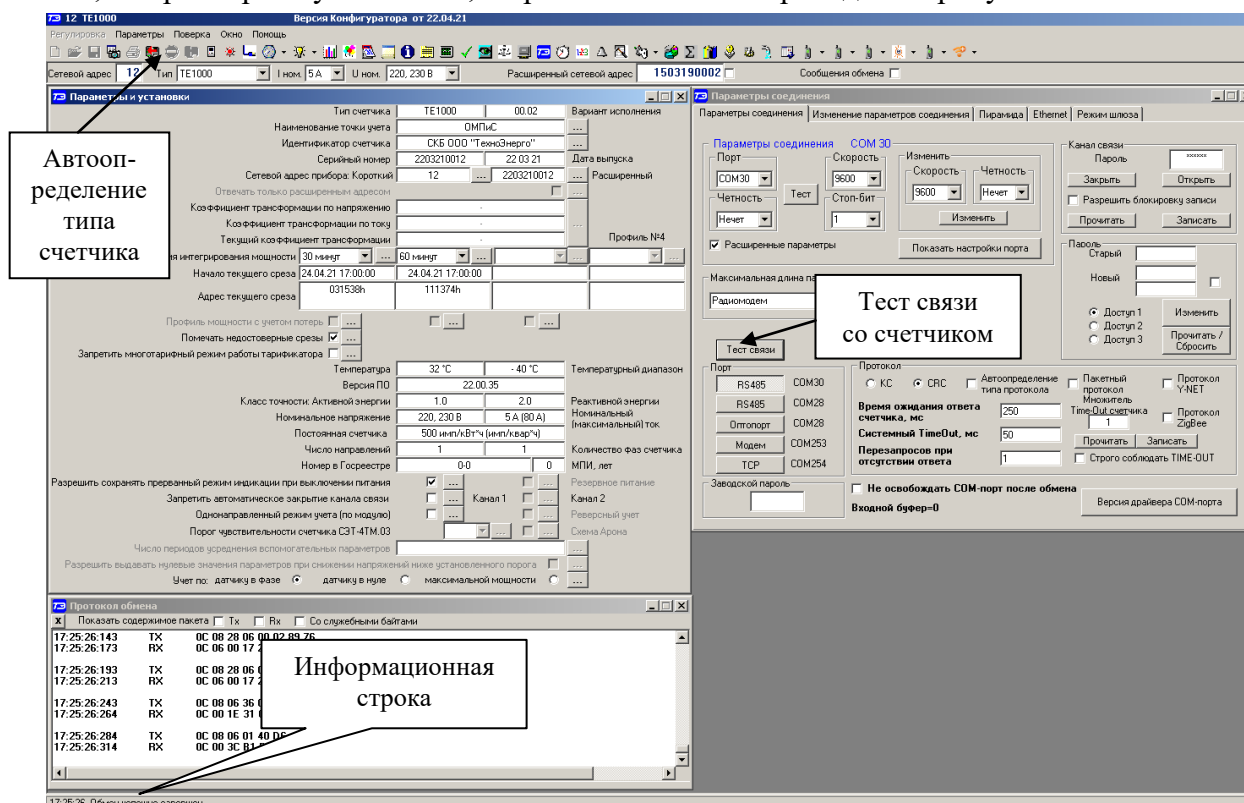 12 TE1000 Версия Конфигуратора от 22.04.21
Регулировка Параметры Поверка Окно Помощь
Сетевой адрес 12 Тип TE1000 I ном. 5 А U ном. 220, 230 В Расширенный сетевой адрес 1503190002 Сообщения обмена
Параметры и установки
Тип счетчика TE1000 00.02 Вариант исполнения
Наименование точки учета ОМПиС ...
Идентификатор счетчика СКБ ООО "ТехноЭнерго" ...
Серийный номер 2203210012 22 03 21 Дата выпуска
Сетевой адрес прибора: Короткий 12 ... 2203210012 ... Расширенный
Отвечать только расширенным адресом ...
Коэффициент трансформации по напряжению -
Коэффициент трансформации по току - ...
Текущий коэффициент трансформации - Профиль №4
ия интегрирования мощности 30 минут ... 60 минут ... ... ...
Начало текущего среза 24.04.21 17:00:00 24.04.21 17:00:00
Адрес текущего среза 031538h 111374h
Профиль мощности с учетом потерь ... ... ...
Помечать недостоверные срезы ...
Запретить многотарифный режим работы тарификатора ...
Температура 32 °C - 40 °C Температурный диапазон
Версия ПО 22.00.35
Класс точности: Активной энергии 1.0 2.0 Реактивной энергии
Номинальное напряжение 220, 230 В 5 А (80 А) Номинальный (максимальный) ток
Постоянная счетчика 500 имп/кВт*ч (имп/квар*ч)
Число направлений 1 1 Количество фаз счетчика
Номер в Госреестре 0-0 0 МПИ, лет
Разрешить сохранять прерванный режим индикации при выключении питания ... ... Резервное питание
Запретить автоматическое закрытие канала связи ... Канал 1 ... Канал 2
Однонаправленный режим учета (по модулю) ... ... Реверсный учет
Порог чувствительности счетчика СЭТ-4ТМ.03 ... ... Схема Арона
Число периодов усреднения вспомогательных параметров ...
Разрешить выдавать нулевые значения параметров при снижении напряжений ниже установленного порога ...
Учет по: датчику в фазе датчику в нуле максимальной мощности ...
Автооп-
ределение
типа
счетчика
Протокол обмена
X Показать содержимое пакета Tx Rx Со служебными байтами
17:25:26:143 TX 0C 08 28 06 00 02 89 76
17:25:26:173 RX 0C 06 00 17
17:25:26:193 TX 0C 08 28 06
17:25:26:213 RX 0C 06 00 17
17:25:26:243 TX 0C 08 06 36
17:25:26:264 RX 0C 00 1E 31
17:25:26:284 TX 0C 08 06 01 40
17:25:26:314 RX 0C 00 3C B1
Информационная
строка
Параметры соединения
Параметры соединения Изменение параметров соединения Пирамида Ethernet Режим шлюза
Параметры соединения COM 30
Порт COM30
Скорость 9600
Четность Нечет
Тест
Стоп-бит 1
Изменить
Скорость 9600 Четность Нечет
Изменить
Расширенные параметры
Показать настройки порта
Канал связи
Пароль xxxxxx
Закрыть Открыть
Разрешить блокировку записи
Прочитать Записать
Пароль
Старый
Новый
Доступ 1
Доступ 2
Доступ 3
Изменить
Прочитать /
Сбросить
Максимальная длина
Радиомодем
Тест связи
со счетчиком
Тест связи
Порт
RS485 COM30
RS485 COM28
Оптопорт COM28
Модем COM253
TCP COM254
Протокол
КС CRC
Автоопределение
типа протокола
Пакетный
протокол
Протокол
Y-NET
Время ожидания ответа
счетчика, мс 250
Множитель
Time-Out счетчика
1
Протокол
ZigBee
Системный TimeOut, мс 50
Прочитать Записать
Перезапросов при
отсутствии ответа 1
Строго соблюдать TIME-OUT
Заводской пароль
Не освобождать COM-порт после обмена
Входной буфер=0
Версия драйвера COM-порта